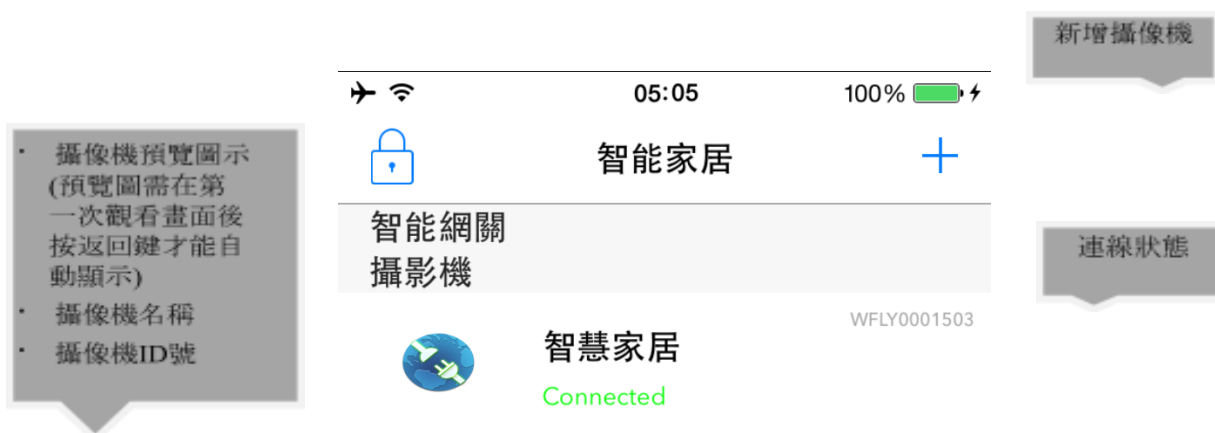 新增攝像機
05:05
100%
智能家居
· 攝像機預覽圖示
(預覽圖需在第
一次觀看畫面後
按返回鍵才能自
動顯示)
· 攝像機名稱
· 攝像機ID號
智能網關
攝影機
連線狀態
WFLY0001503
智慧家居
Connected